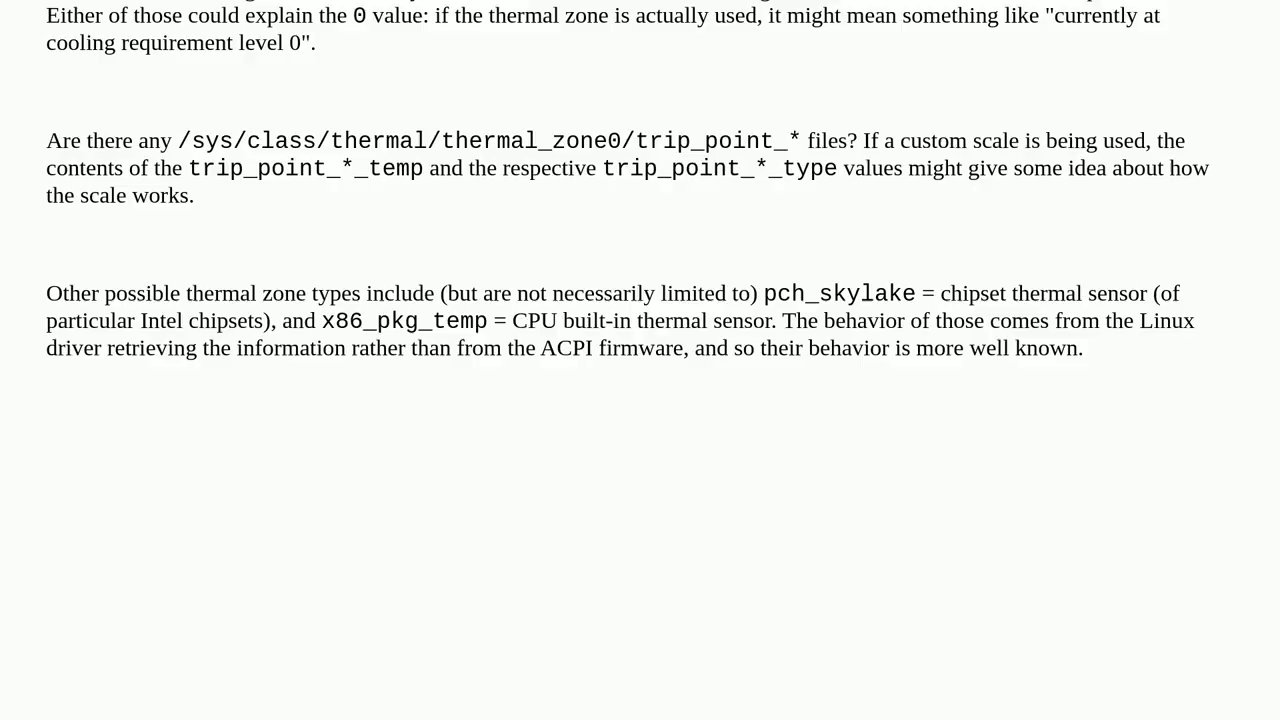 Either of those could explain the 0 value: if the thermal zone is actually used, it might mean something like "currently at
cooling requirement level 0".
Are there any /sys/class/thermal/thermal_zone0/trip_point_* files? If a custom scale is being used, the
contents of the trip_point_*_temp and the respective trip_point_*_type values might give some idea about how
the scale works.
Other possible thermal zone types include (but are not necessarily limited to) pch_skylake = chipset thermal sensor (of
particular Intel chipsets), and x86_pkg_temp = CPU built-in thermal sensor. The behavior of those comes from the Linux
driver retrieving the information rather than from the ACPI firmware, and so their behavior is more well known.